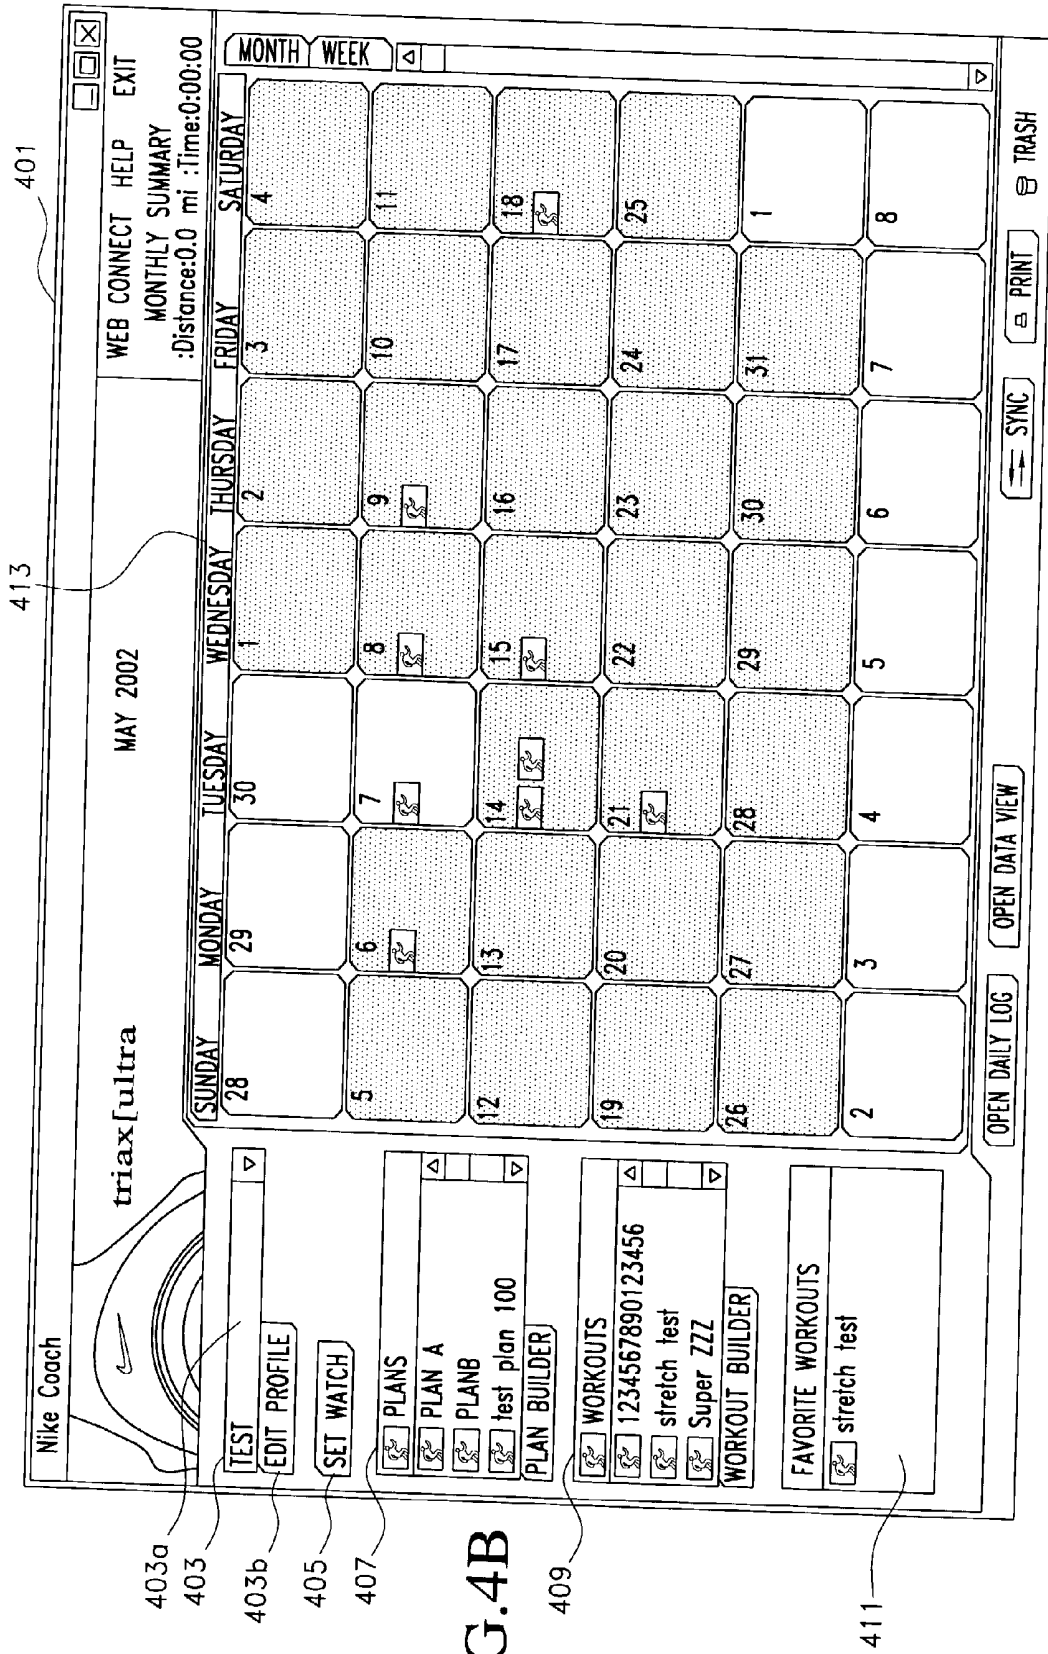 401
413
Nike Coach
WEB CONNECT HELP EXIT
triax[ultra
MAY 2002
MONTHLY SUMMARY
:Distance:0.0 mi :Time:0:00:00
403a
403
403b
405
407
409
411
TEST
EDIT PROFILE
SET WATCH
PLANS
PLAN A
PLANB
test plan 100
PLAN BUILDER
WORKOUTS
1234567890123456
stretch test
Super ZZZ
WORKOUT BUILDER
FAVORITE WORKOUTS
stretch test
SUNDAY MONDAY TUESDAY WEDNESDAY THURSDAY FRIDAY SATURDAY
28 29 30 1 2 3 4
5 6 7 8 9 10 11
12 13 14 15 16 17 18
19 20 21 22 23 24 25
26 27 28 29 30 31 1
2 3 4 5 6 7 8
MONTH WEEK
OPEN DAILY LOG OPEN DATA VIEW SYNC PRINT TRASH
G.4B